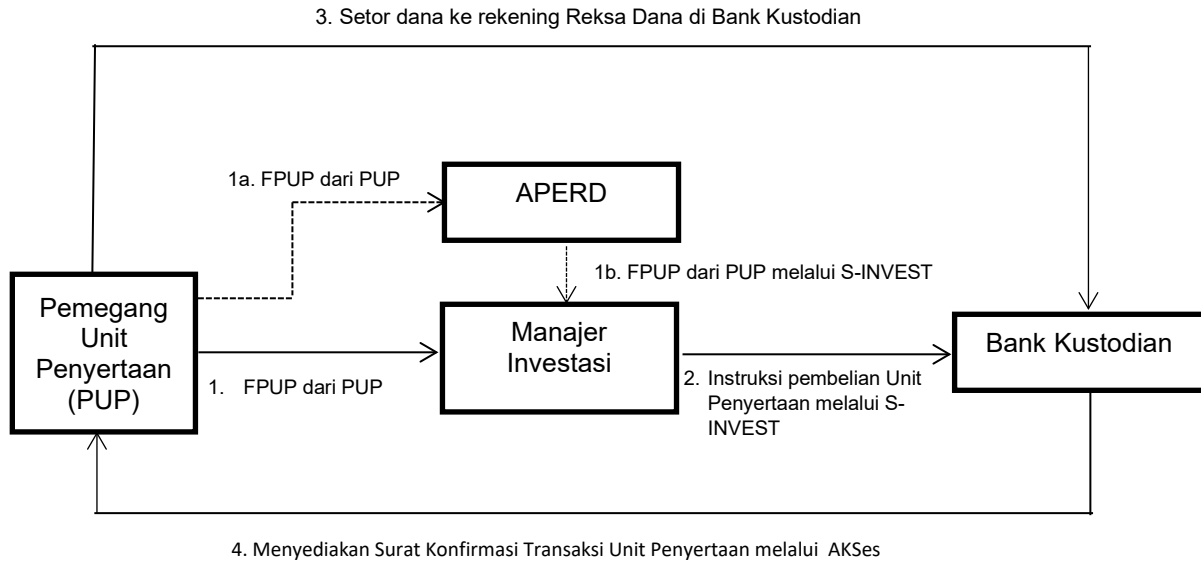 3. Setor dana ke rekening Reksa Dana di Bank Kustodian
1a. FPUP dari PUP
APERD
1b. FPUP dari PUP melalui S-INVEST
Pemegang
Unit
Penyertaan
(PUP)
1. FPUP dari PUP
Manajer
Investasi
2. Instruksi pembelian Unit
Penyertaan melalui S-
INVEST
Bank Kustodian
4. Menyediakan Surat Konfirmasi Transaksi Unit Penyertaan melalui AKSes